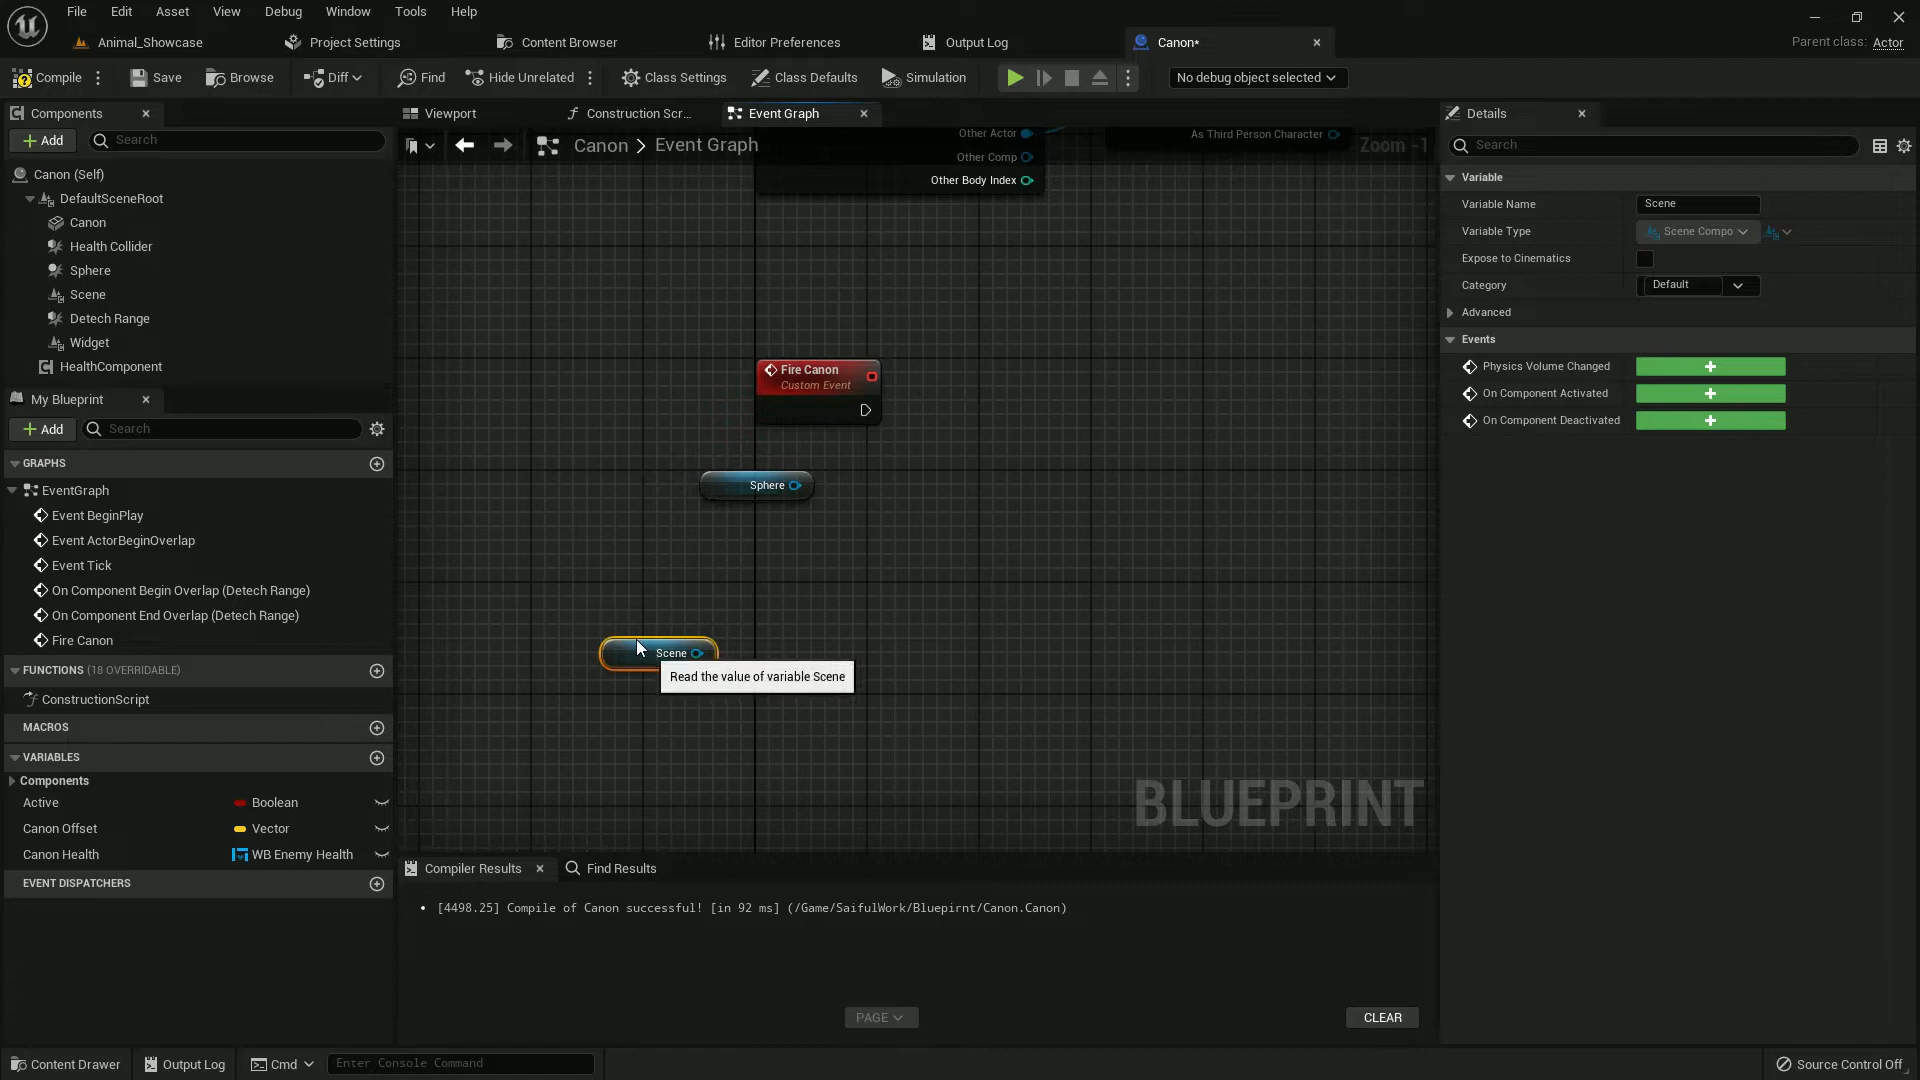 File Edit Asset View Debug Window Tools Help
Animal_Showcase Project Settings Content Browser Editor Preferences Output Log Canon* Parent class: Actor
Compile Save Browse Diff Find Hide Unrelated Class Settings Class Defaults Simulation No debug object selected
Components Viewport Construction Scr... Event Graph Details
Add Search
Canon > Event Graph Zoom -1
Search
Canon (Self)
DefaultSceneRoot
Canon
Health Collider
Sphere
Scene
Detech Range
Widget
HealthComponent
My Blueprint
Add Search
GRAPHS
EventGraph
Event BeginPlay
Event ActorBeginOverlap
Event Tick
On Component Begin Overlap (Detech Range)
On Component End Overlap (Detech Range)
Fire Canon
FUNCTIONS (18 OVERRIDABLE)
ConstructionScript
MACROS
VARIABLES
Components
Active Boolean
Canon Offset Vector
Canon Health WB Enemy Health
EVENT DISPATCHERS
Other Actor
Other Comp
Other Body Index
As Third Person Character
Fire Canon
Custom Event
Sphere
Scene
Read the value of variable Scene
BLUEPRINT
Variable
Variable Name Scene
Variable Type Scene Compo
Expose to Cinematics
Category Default
Advanced
Events
Physics Volume Changed
On Component Activated
On Component Deactivated
Compiler Results Find Results
• [4498.25] Compile of Canon successful! [in 92 ms] (/Game/SaifulWork/Bluepirnt/Canon.Canon)
PAGE CLEAR
Content Drawer Output Log Cmd Enter Console Command Source Control Off